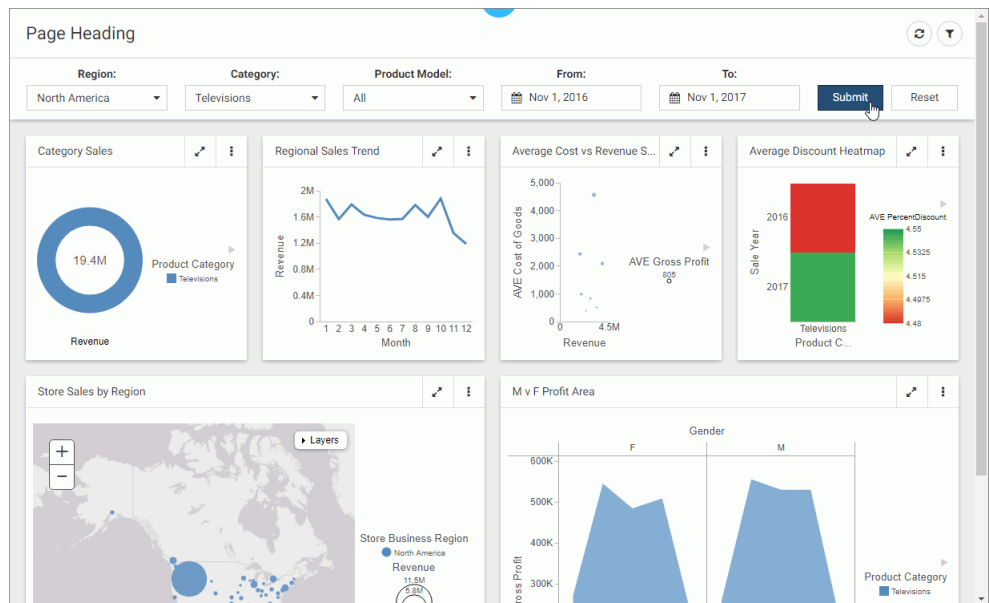 Page Heading
Region: Category: Product Model: From: To:
North America Televisions All Nov 1, 2016 Nov 1, 2017 Submit Reset
Category Sales
19.4M
Product Category
Televisions
Revenue
Regional Sales Trend
2M
1.6M
1.2M
0.8M
0.4M
0
Revenue
1 2 3 4 5 6 7 8 9 10 11 12
Month
Average Cost vs Revenue S...
5,000
4,000
3,000
2,000
1,000
0
AVE Cost of Goods
0 4.5M
Revenue
AVE Gross Profit
805
Average Discount Heatmap
2016
2017
Sale Year
Televisions
Product C...
AVE PercentDiscount
4.55
4.5325
4.515
4.4975
4.48
Store Sales by Region
+
−
Layers
Store Business Region
North America
Revenue
11.5M
5.8M
M v F Profit Area
Gender
F M
600K
500K
400K
300K
ross Profit
Product Category
Televisions